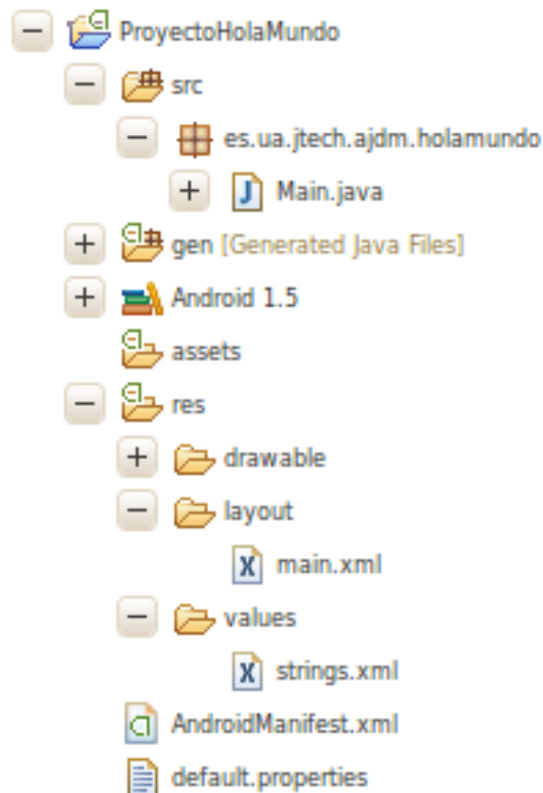 ProyectoHolaMundo
src
es.ua.jtech.ajdm.holamundo
Main.java
gen [Generated Java Files]
Android 1.5
assets
res
drawable
layout
main.xml
values
strings.xml
AndroidManifest.xml
default.properties